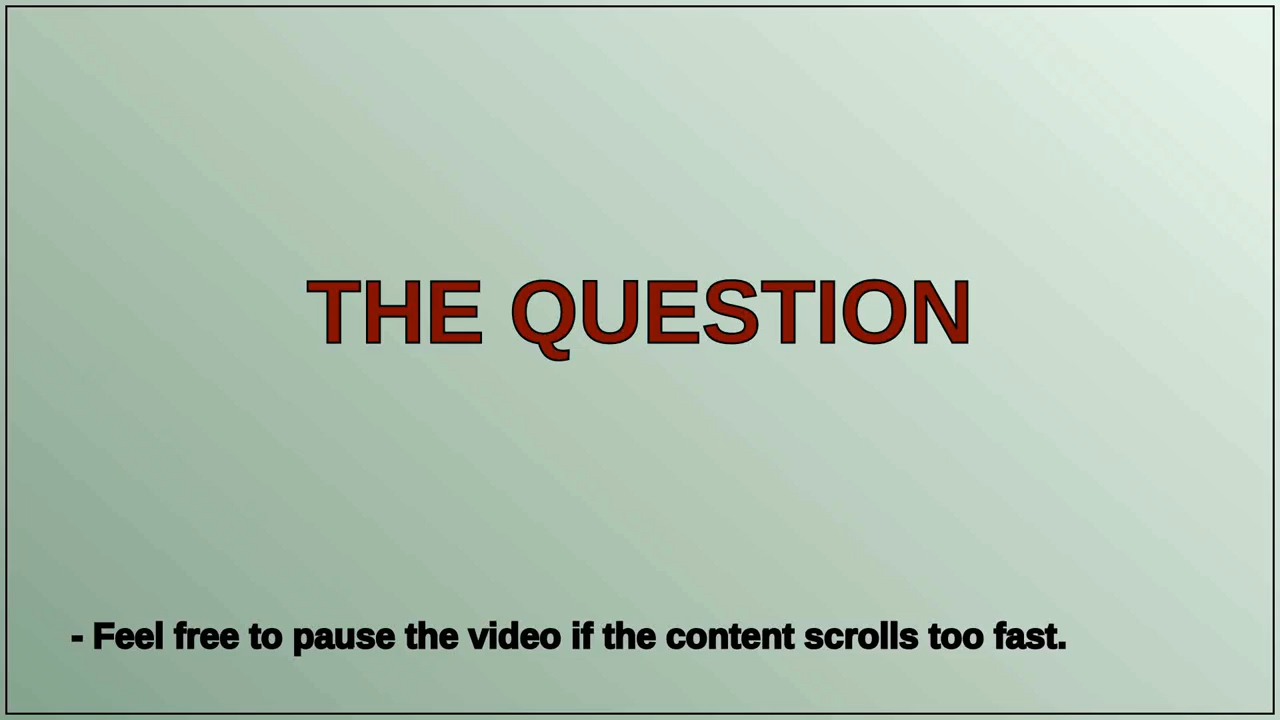 THE QUESTION
- Feel free to pause the video if the content scrolls too fast.